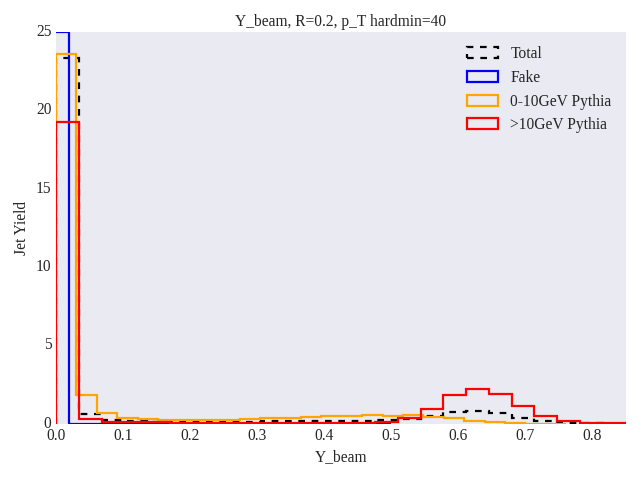 Y_beam, R=0.2, p_T hardmin=40
Total
Fake
0-10GeV Pythia
>10GeV Pythia
25
20
15
10
5
0
Jet Yield
0.0 0.1 0.2 0.3 0.4 0.5 0.6 0.7 0.8
Y_beam